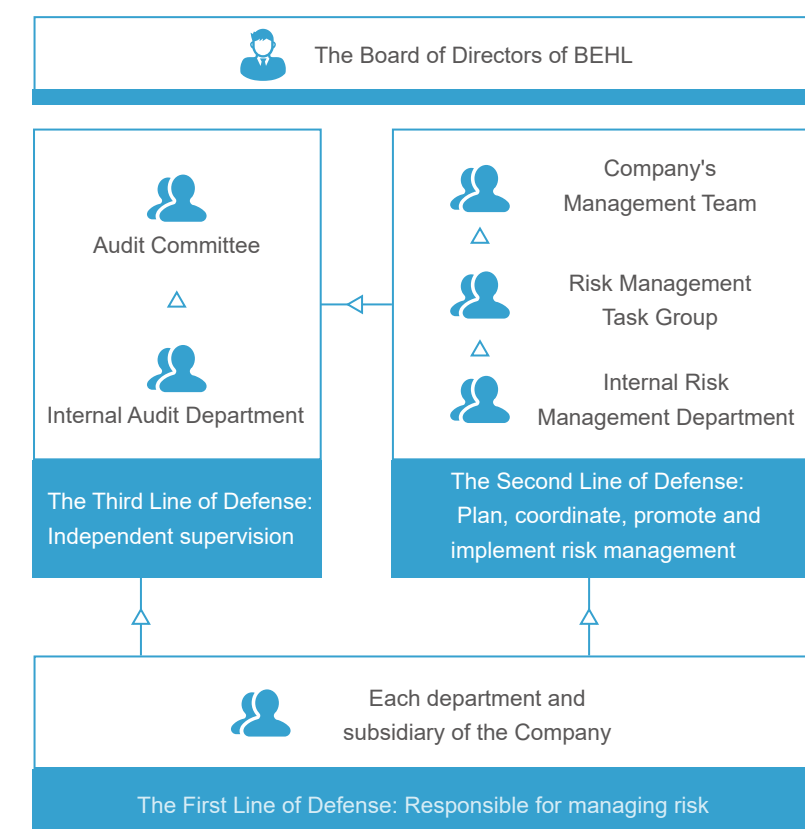 The Board of Directors of BEHL
Audit Committee
Internal Audit Department
The Third Line of Defense:
Independent supervision
Company's
Management Team
Risk Management
Task Group
Internal Risk
Management Department
The Second Line of Defense:
Plan, coordinate, promote and
implement risk management
Each department and
subsidiary of the Company
The First Line of Defense: Responsible for managing risk